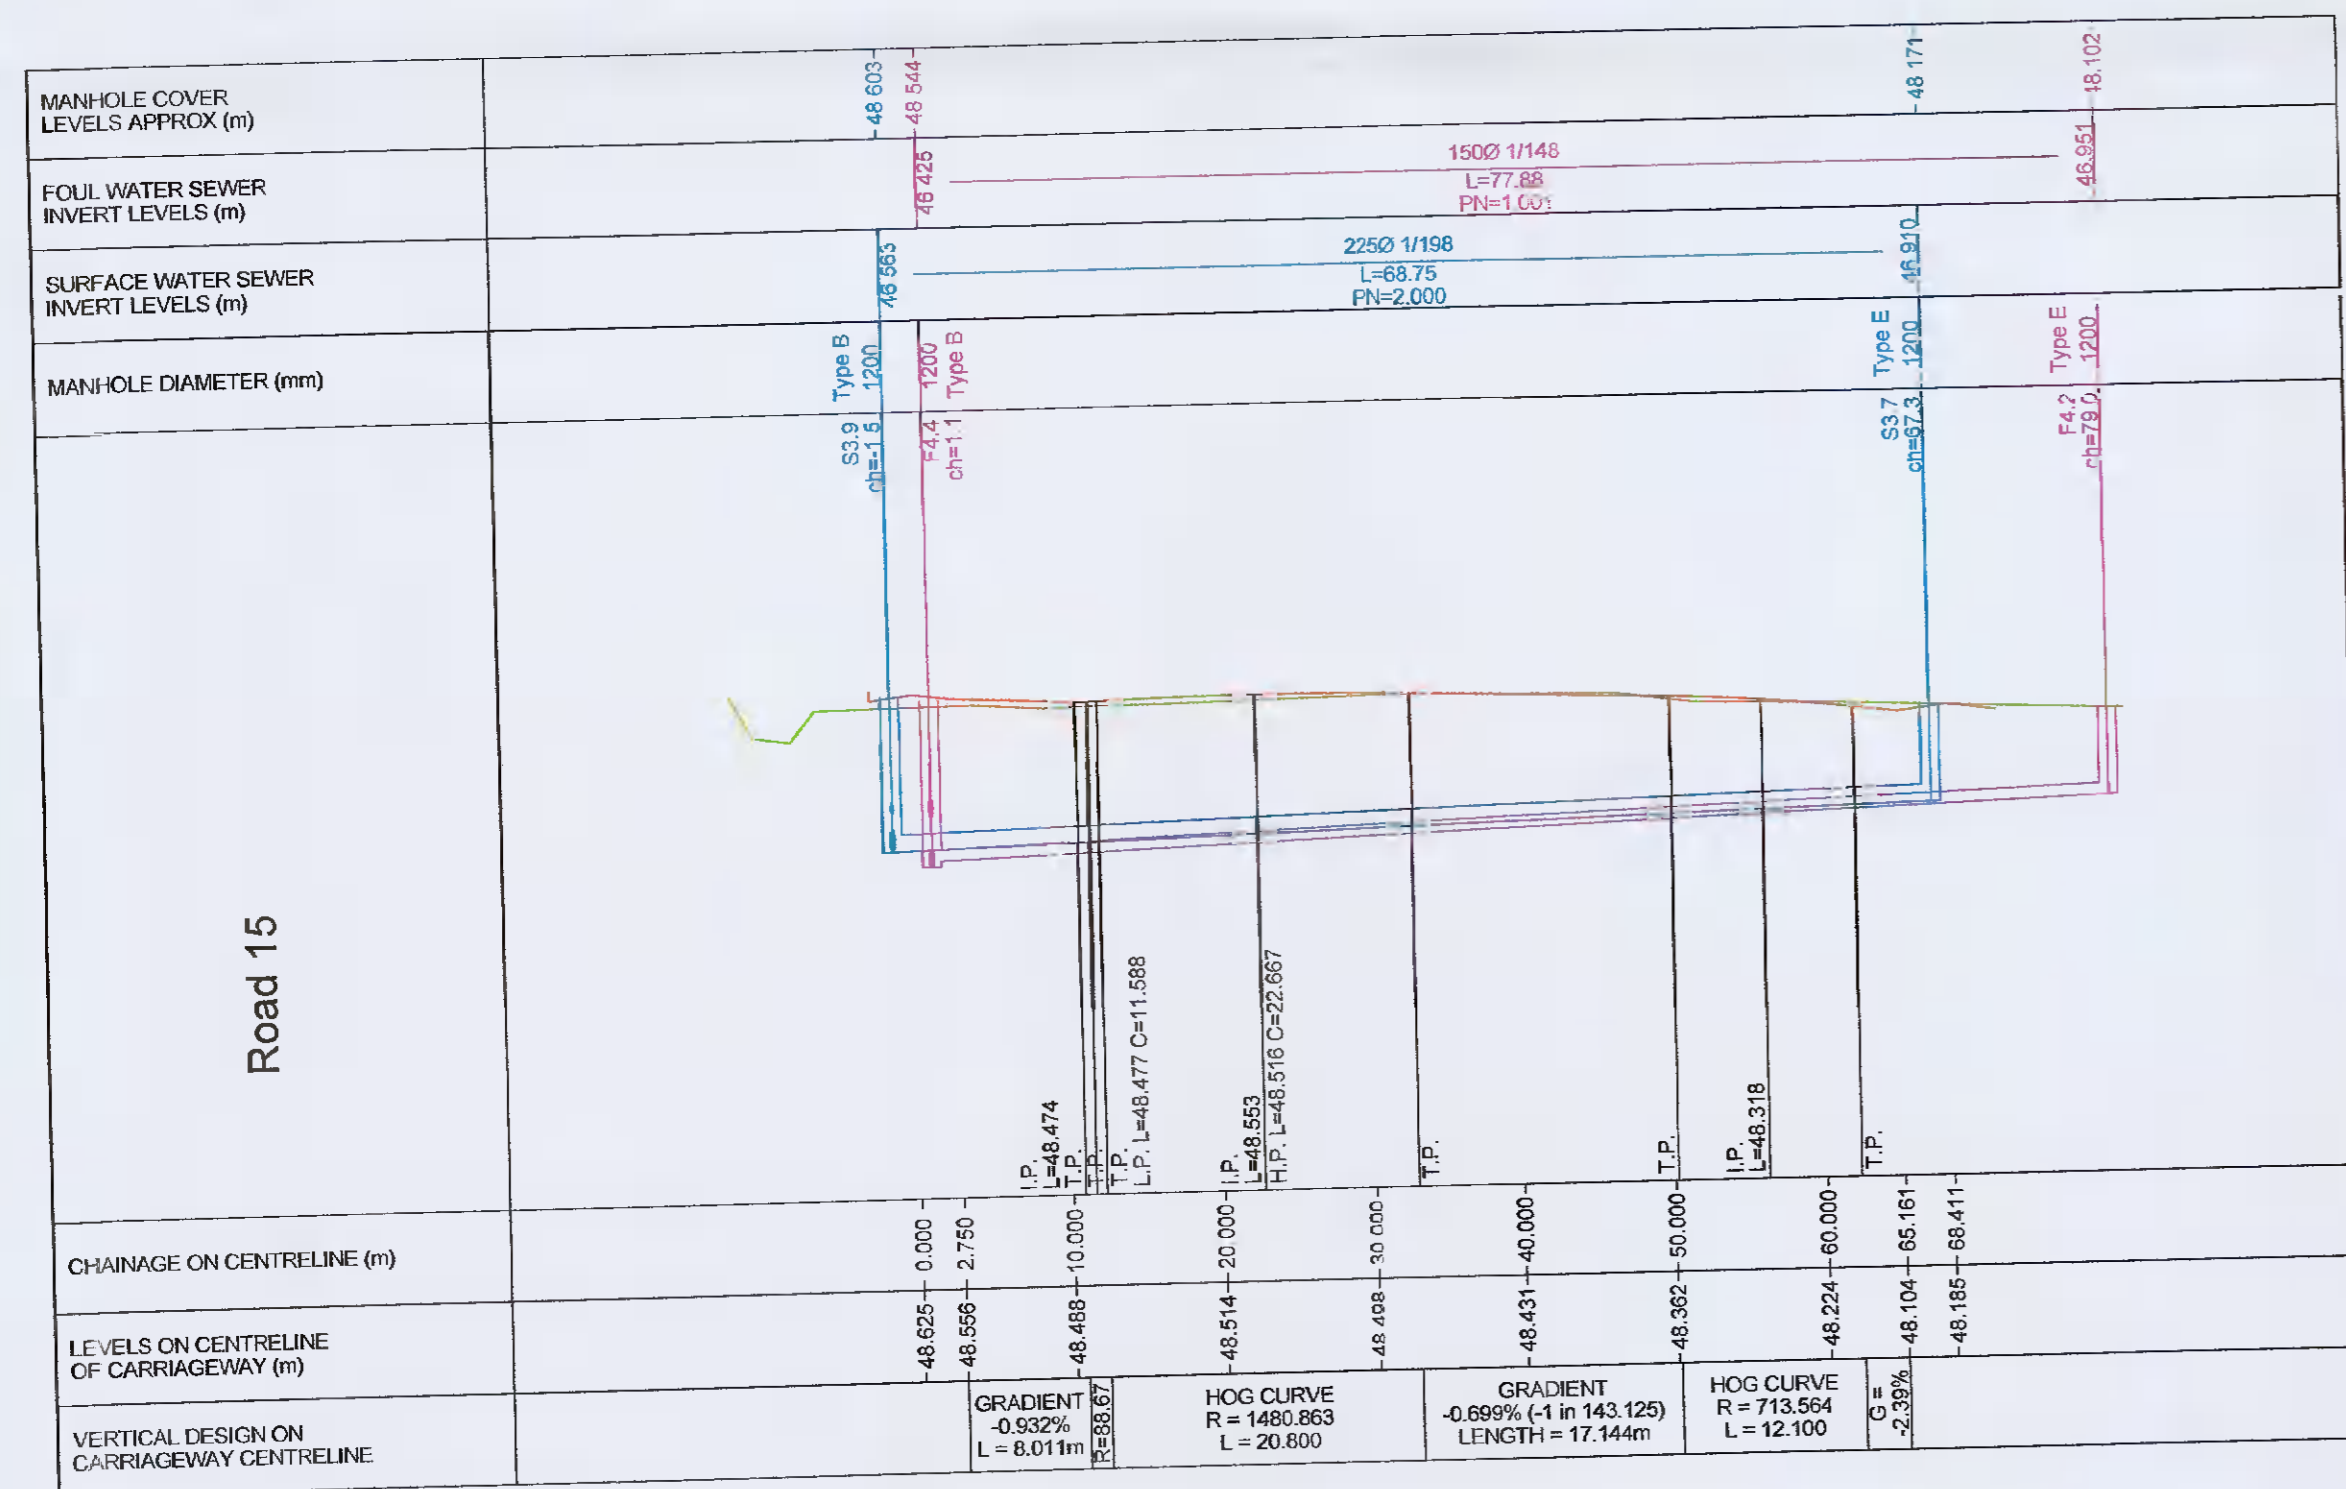 MANHOLE COVER
LEVELS APPROX (m)
48 603
48 544
48 171
48.102
FOUL WATER SEWER
INVERT LEVELS (m)
46 425
150Ø 1/148
L=77.88
PN=1.001
46.951
SURFACE WATER SEWER
INVERT LEVELS (m)
46 563
225Ø 1/198
L=68.75
PN=2.000
46 910
MANHOLE DIAMETER (mm)
Type B
1200
1200
Type B
Type E
1200
Type E
1200
S3.9
ch=-1 5
F4.4
ch=1.1
S3.7
ch=67.3
F4.2
ch=79.0
Road 15
I.P.
L=48.474
T.P.
T.P.
T.P.
L.P. L=48.477 C=11.588
I.P.
L=48.553
H.P. L=48.516 C=22.667
T.P.
T.P.
I.P.
L=48.318
T.P.
CHAINAGE ON CENTRELINE (m)
0.000
2.750
10.000
20 000
30 000
40.000
50.000
60.000
65.161
68.411
LEVELS ON CENTRELINE
OF CARRIAGEWAY (m)
48.625
48.556
48.488
48.514
48 498
48.431
48.362
48.224
48.104
48.185
VERTICAL DESIGN ON
CARRIAGEWAY CENTRELINE
GRADIENT
-0.932%
L = 8.011m
HOG CURVE
R = 1480.863
L = 20.800
GRADIENT
-0.699% (-1 in 143.125)
LENGTH = 17.144m
HOG CURVE
R = 713.564
L = 12.100
G =
-2.39%